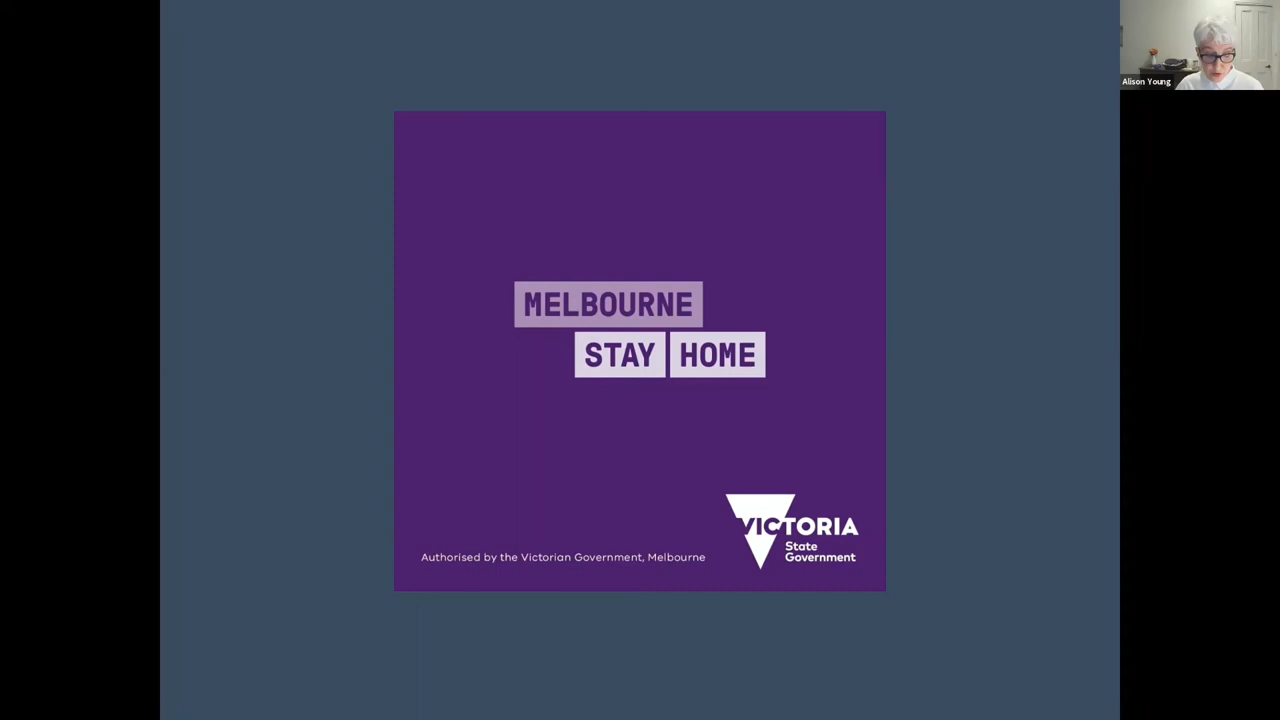 Alison Young
MELBOURNE
STAY HOME
VICTORIA
State
Government
Authorised by the Victorian Government, Melbourne